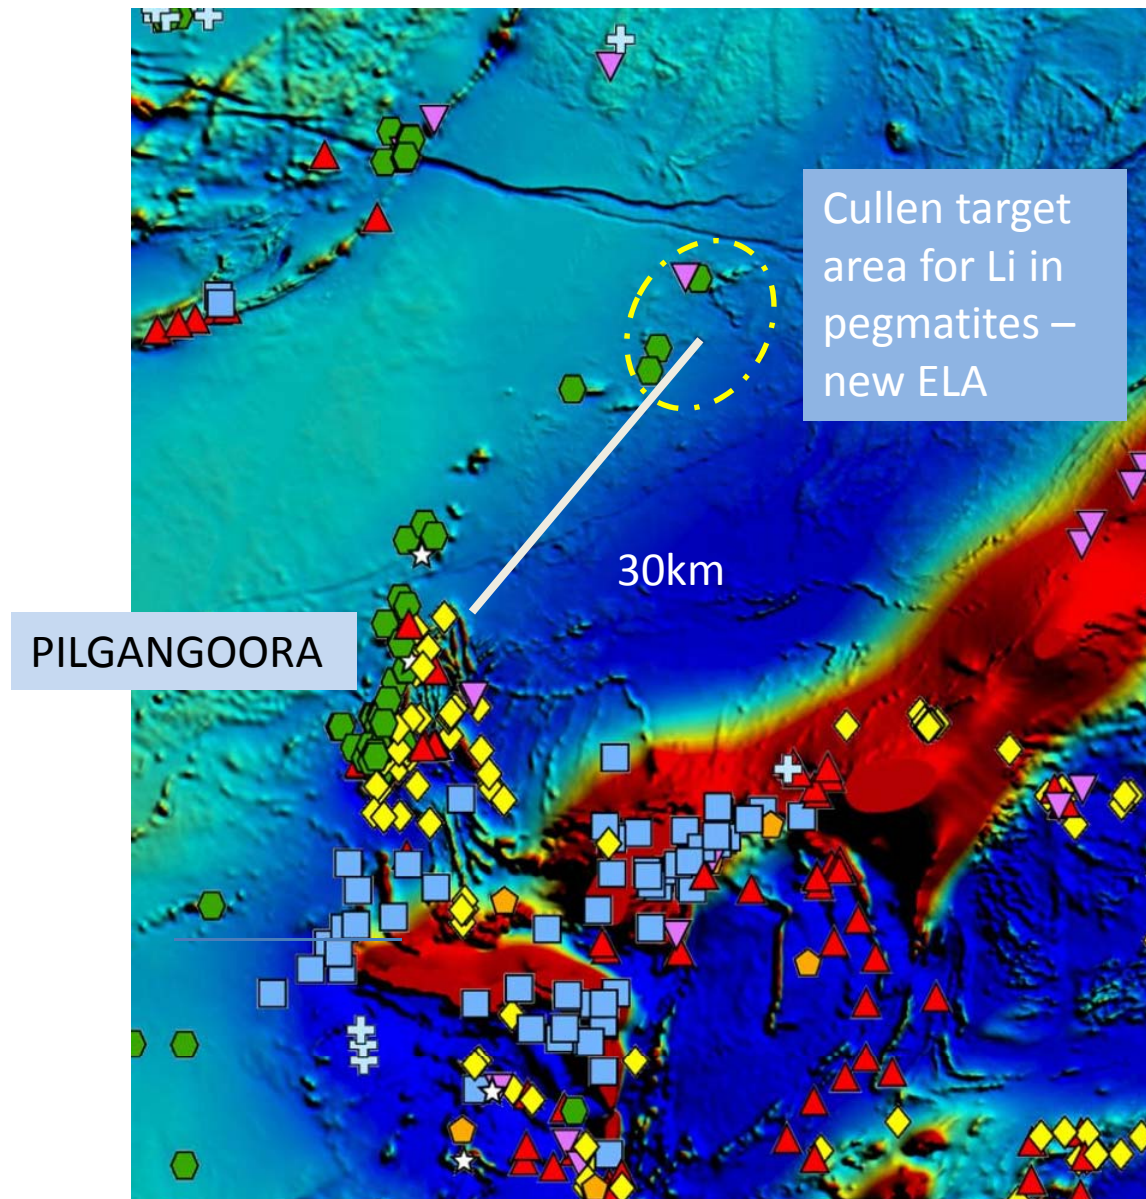 Cullen target
area for Li in
pegmatites –
new ELA
30km
PILGANGOORA